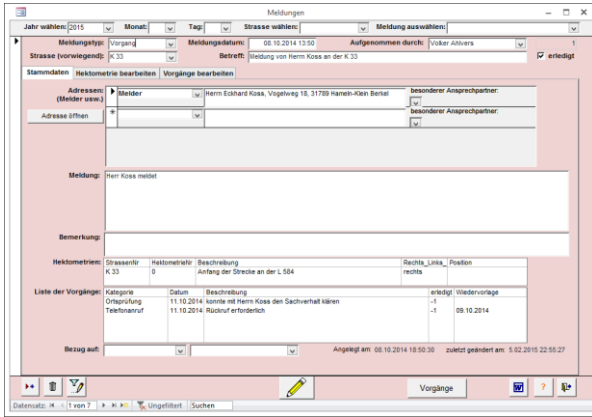 Meldungen
Jahr wählen: 2015 Monat: Tag: Strasse wählen: Meldung auswählen:
Meldungstyp: Vorgang Meldungsdatum: 08.10.2014 13:50 Aufgenommen durch: Volker Ahlvers 1
Strasse (vorwiegend): K 33 Betreff: Meldung von Herrn Koss an der K 33 erledigt
Stammdaten Hektometrie bearbeiten Vorgänge bearbeiten
Adressen: Melder Herrn Eckhard Koss, Vogelweg 18, 31789 Hameln-Klein Berkel besonderer Ansprechpartner:
(Melder usw.)
Adresse öffnen besonderer Ansprechpartner:
Meldung: Herr Koss meldet
Bemerkung:
Hektometrien: StrassenNr HektometrieNr Beschreibung Rechts_Links_ Position
K 33 0 Anfang der Strecke an der L 584 rechts
Liste der Vorgänge: Kategorie Datum Beschreibung erledigt Wiedervorlage
Ortsprüfung 11.10.2014 konnte mit Herrn Koss den Sachverhalt klären -1
Telefonanruf 11.10.2014 Rückruf erforderlich -1 09.10.2014
Bezug auf: Angelegt am 08.10.2014 18:50:30 zuletzt geändert am: 5.02.2015 22:55:27
Vorgänge
Datensatz: 1 von 7 Ungefiltert Suchen